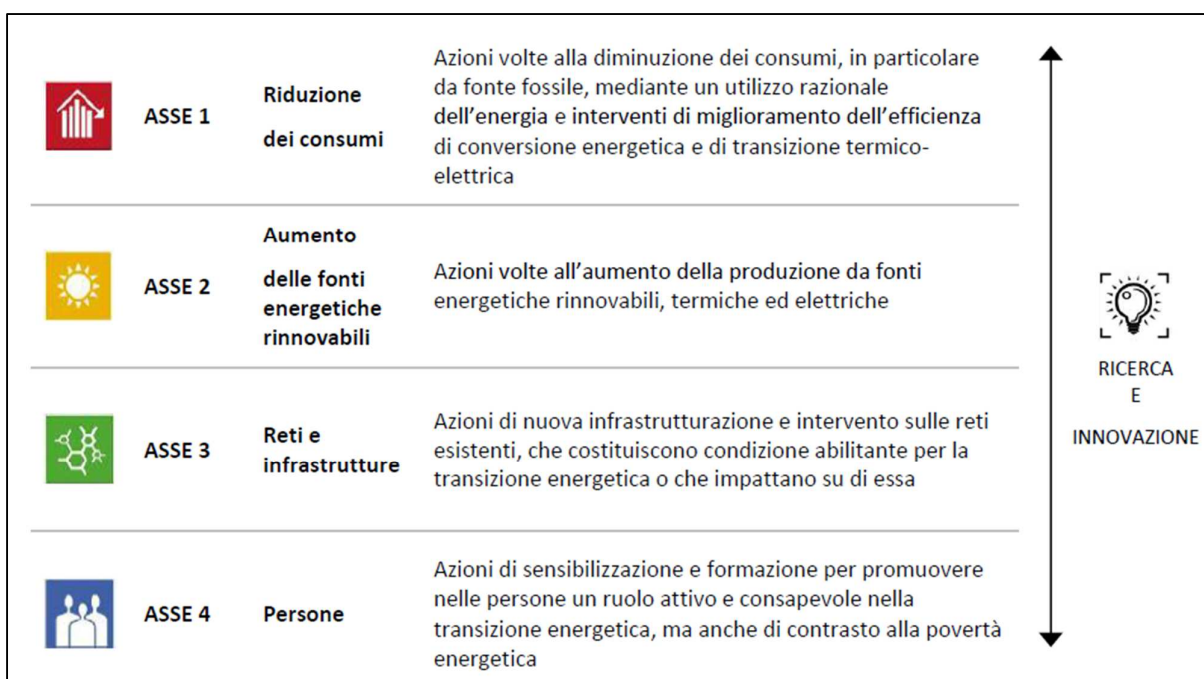 ASSE 1
Riduzione
dei consumi
Azioni volte alla diminuzione dei consumi, in particolare
da fonte fossile, mediante un utilizzo razionale
dell’energia e interventi di miglioramento dell’efficienza
di conversione energetica e di transizione termico-
elettrica
ASSE 2
Aumento
delle fonti
energetiche
rinnovabili
Azioni volte all’aumento della produzione da fonti
energetiche rinnovabili, termiche ed elettriche
ASSE 3
Reti e
infrastrutture
Azioni di nuova infrastrutturazione e intervento sulle reti
esistenti, che costituiscono condizione abilitante per la
transizione energetica o che impattano su di essa
ASSE 4
Persone
Azioni di sensibilizzazione e formazione per promuovere
nelle persone un ruolo attivo e consapevole nella
transizione energetica, ma anche di contrasto alla povertà
energetica
RICERCA
E
INNOVAZIONE